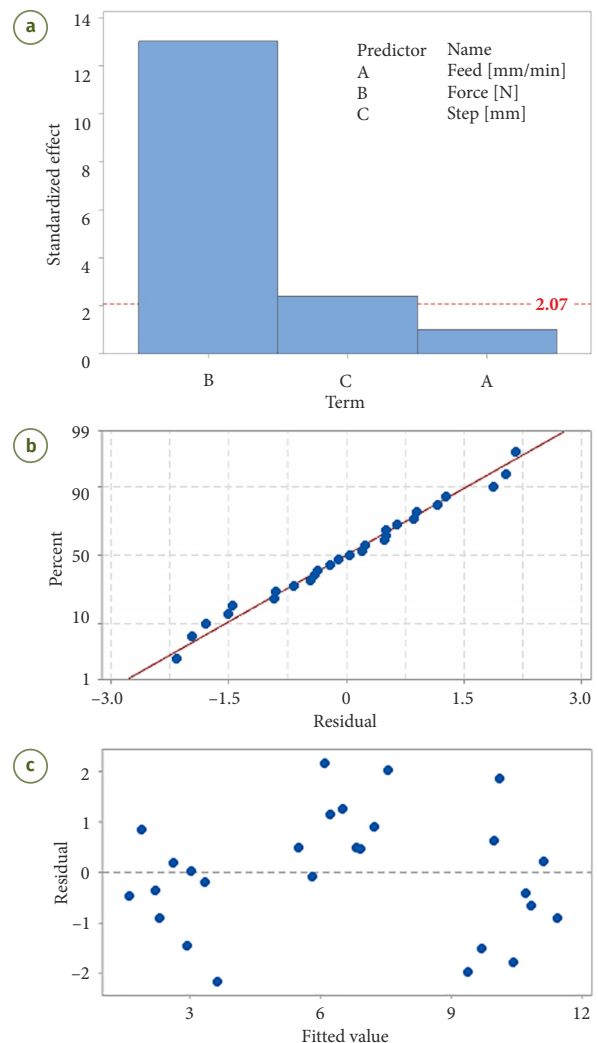 a
14
12
10
8
6
4
2
0
Standardized effect
Predictor Name
A Feed [mm/min]
B Force [N]
C Step [mm]
2.07
B C A
Term
b
99
90
50
10
1
Percent
−3.0 −1.5 0 1.5 3.0
Residual
c
2
1
0
−1
−2
Residual
3 6 9 12
Fitted value